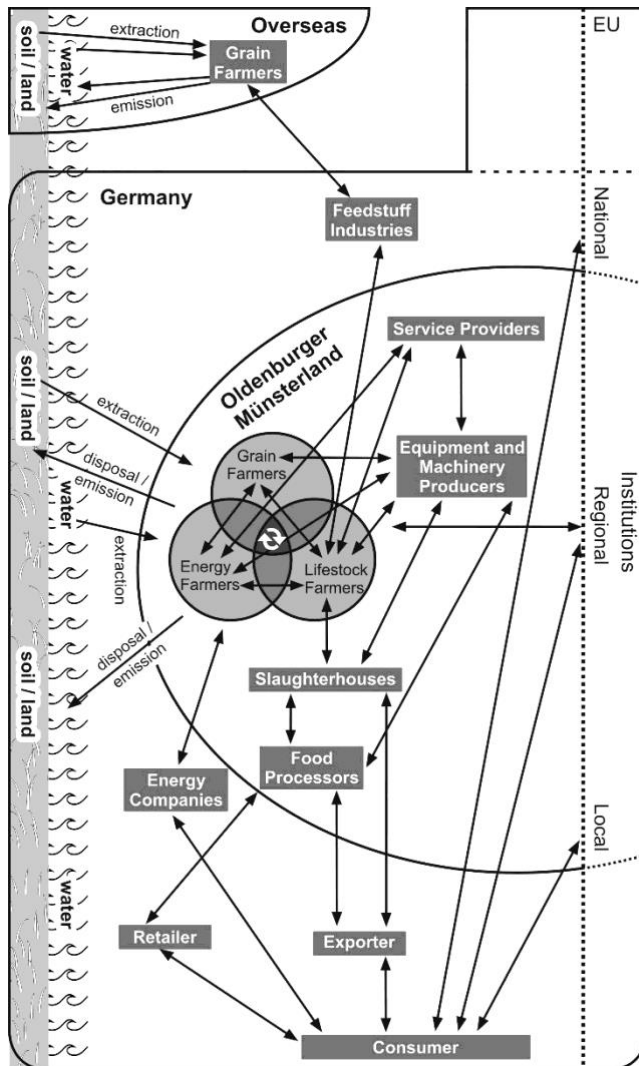 Overseas
EU
soil / land
water
extraction
Grain
Farmers
emission
Germany
Feedstuff
Industries
National
Oldenburger
Münsterland
Service Providers
soil / land
extraction
disposal /
emission
water
extraction
Grain
Farmers
Equipment and
Machinery
Producers
Institutions
Regional
Energy
Farmers
Lifestock
Farmers
disposal /
emission
soil / land
Slaughterhouses
Food
Processors
Energy
Companies
Local
water
Retailer
Exporter
Consumer